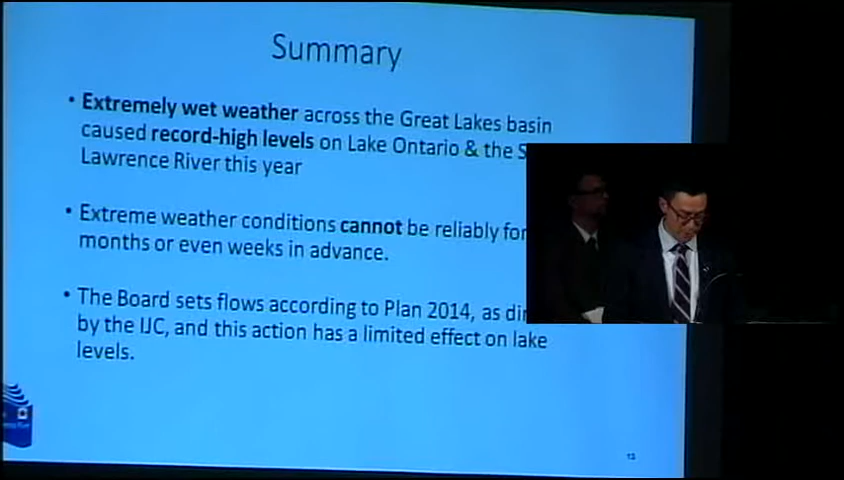 Summary
• Extremely wet weather across the Great Lakes basin
caused record-high levels on Lake Ontario & the S
Lawrence River this year
• Extreme weather conditions cannot be reliably for
months or even weeks in advance.
• The Board sets flows according to Plan 2014, as di
by the IJC, and this action has a limited effect on lake
levels.
13